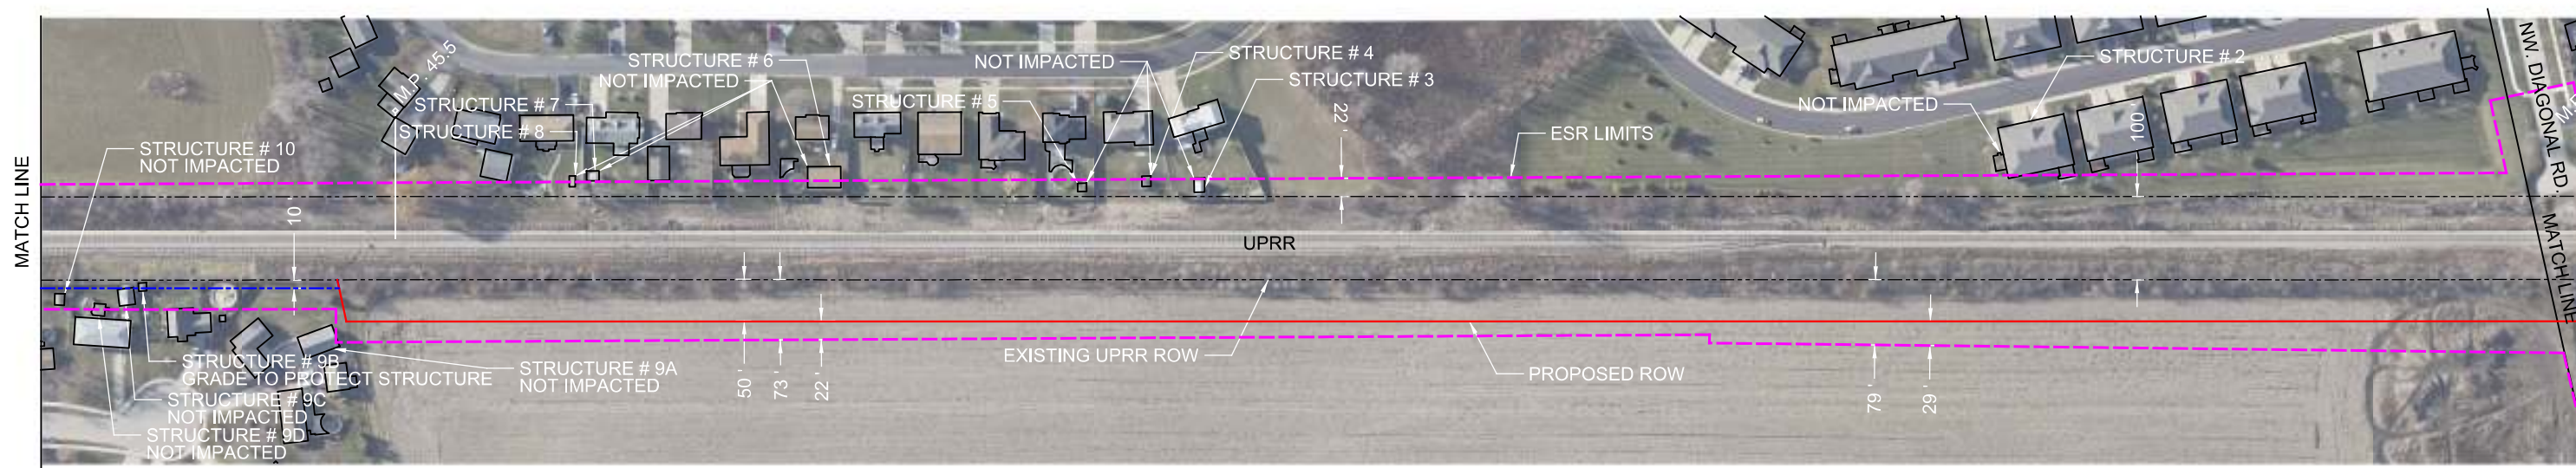 MATCH LINE
STRUCTURE # 10
NOT IMPACTED
M.P. 45.5
STRUCTURE # 6
NOT IMPACTED
STRUCTURE # 7
STRUCTURE # 8
STRUCTURE # 5
NOT IMPACTED
STRUCTURE # 4
STRUCTURE # 3
22 '
ESR LIMITS
STRUCTURE # 2
NOT IMPACTED
100 '
NW. DIAGONAL RD.
MATCH LINE
10 '
UPRR
STRUCTURE # 9B
GRADE TO PROTECT STRUCTURE
STRUCTURE # 9C
NOT IMPACTED
STRUCTURE # 9D
NOT IMPACTED
STRUCTURE # 9A
NOT IMPACTED
50 '
73 '
22 '
EXISTING UPRR ROW
PROPOSED ROW
79 '
29 '